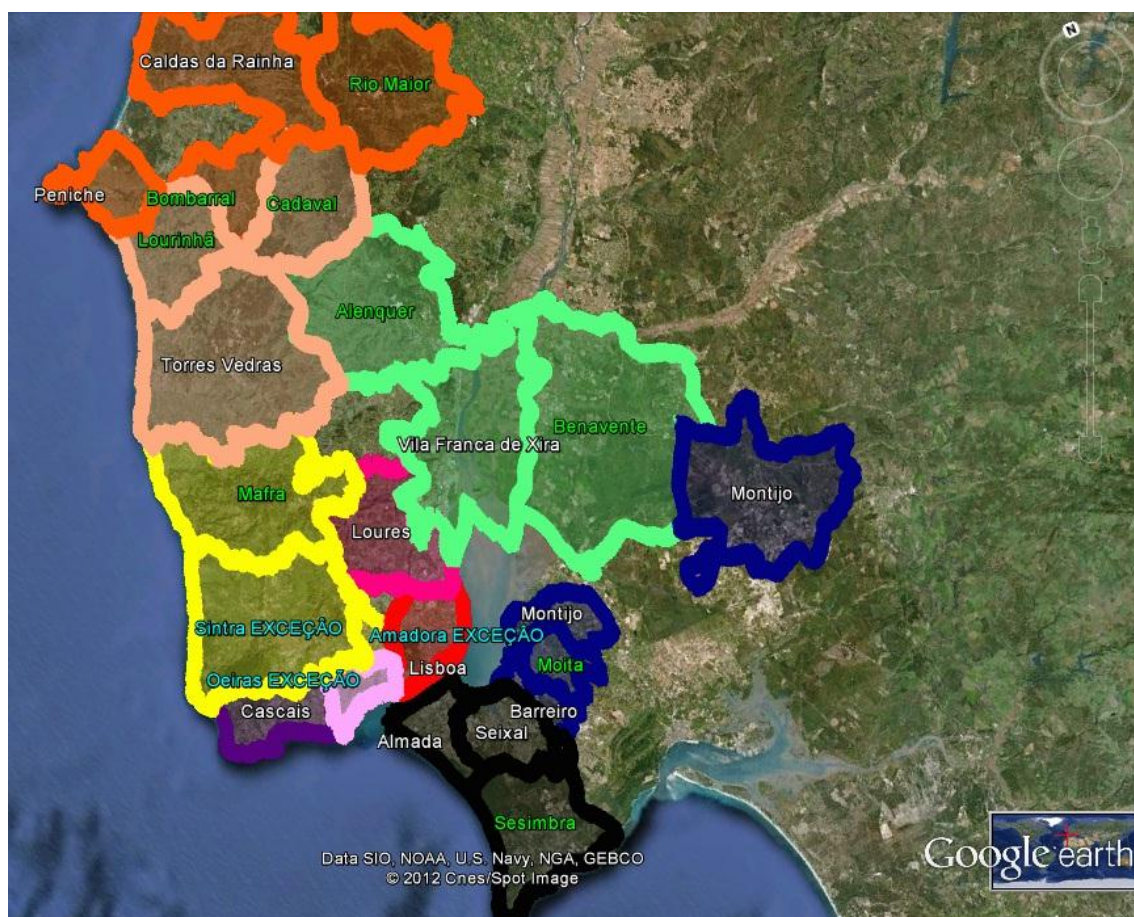 N
Caldas da Rainha
Rio Maior
Peniche
Bombarral
Cadaval
Lourinhã
Alenquer
Torres Vedras
Vila Franca de Xira
Benavente
Mafra
Montijo
Loures
Sintra EXCEÇÃO
Amadora EXCEÇÃO
Montijo
Lisboa
Moita
Oeiras EXCEÇÃO
Cascais
Barreiro
Almada
Seixal
Sesimbra
Data SIO, NOAA, U.S. Navy, NGA, GEBCO
© 2012 Cnes/Spot Image
Google earth